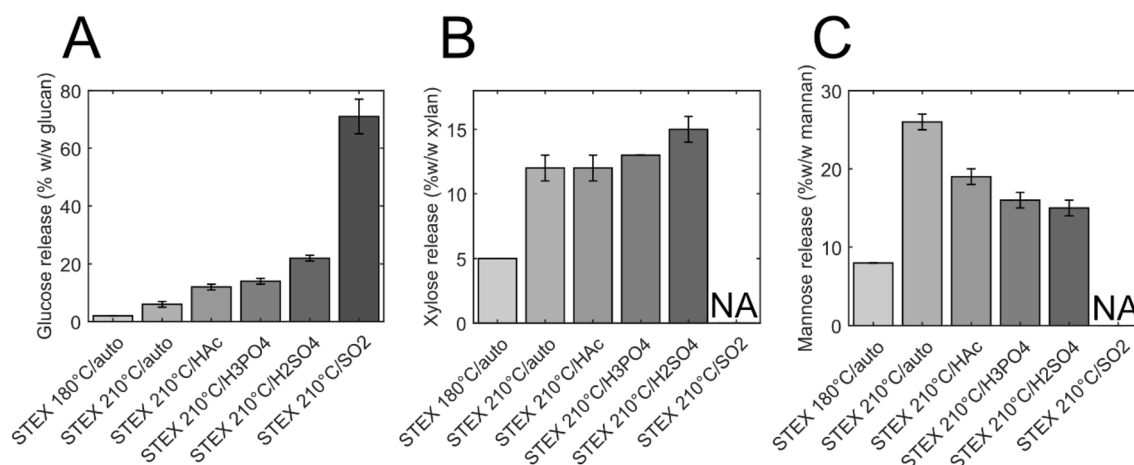 A
Glucose release (% w/w glucan)
80
60
40
20
0
STEX 180°C/auto
STEX 210°C/auto
STEX 210°C/HAc
STEX 210°C/H3PO4
STEX 210°C/H2SO4
STEX 210°C/SO2
B
Xylose release (%w/w xylan)
15
10
5
0
NA
STEX 180°C/auto
STEX 210°C/auto
STEX 210°C/HAc
STEX 210°C/H3PO4
STEX 210°C/H2SO4
STEX 210°C/SO2
C
Mannose release (%w/w mannan)
30
20
10
0
NA
STEX 180°C/auto
STEX 210°C/auto
STEX 210°C/HAc
STEX 210°C/H3PO4
STEX 210°C/H2SO4
STEX 210°C/SO2